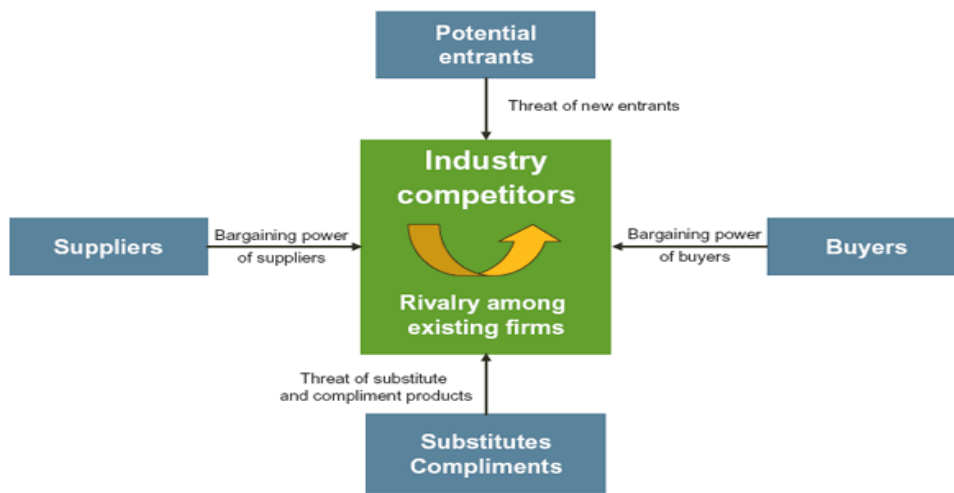 Potential
entrants
Threat of new entrants
Industry
competitors
Suppliers
Bargaining power
of suppliers
Bargaining power
of buyers
Buyers
Rivalry among
existing firms
Threat of substitute
and compliment products
Substitutes
Compliments